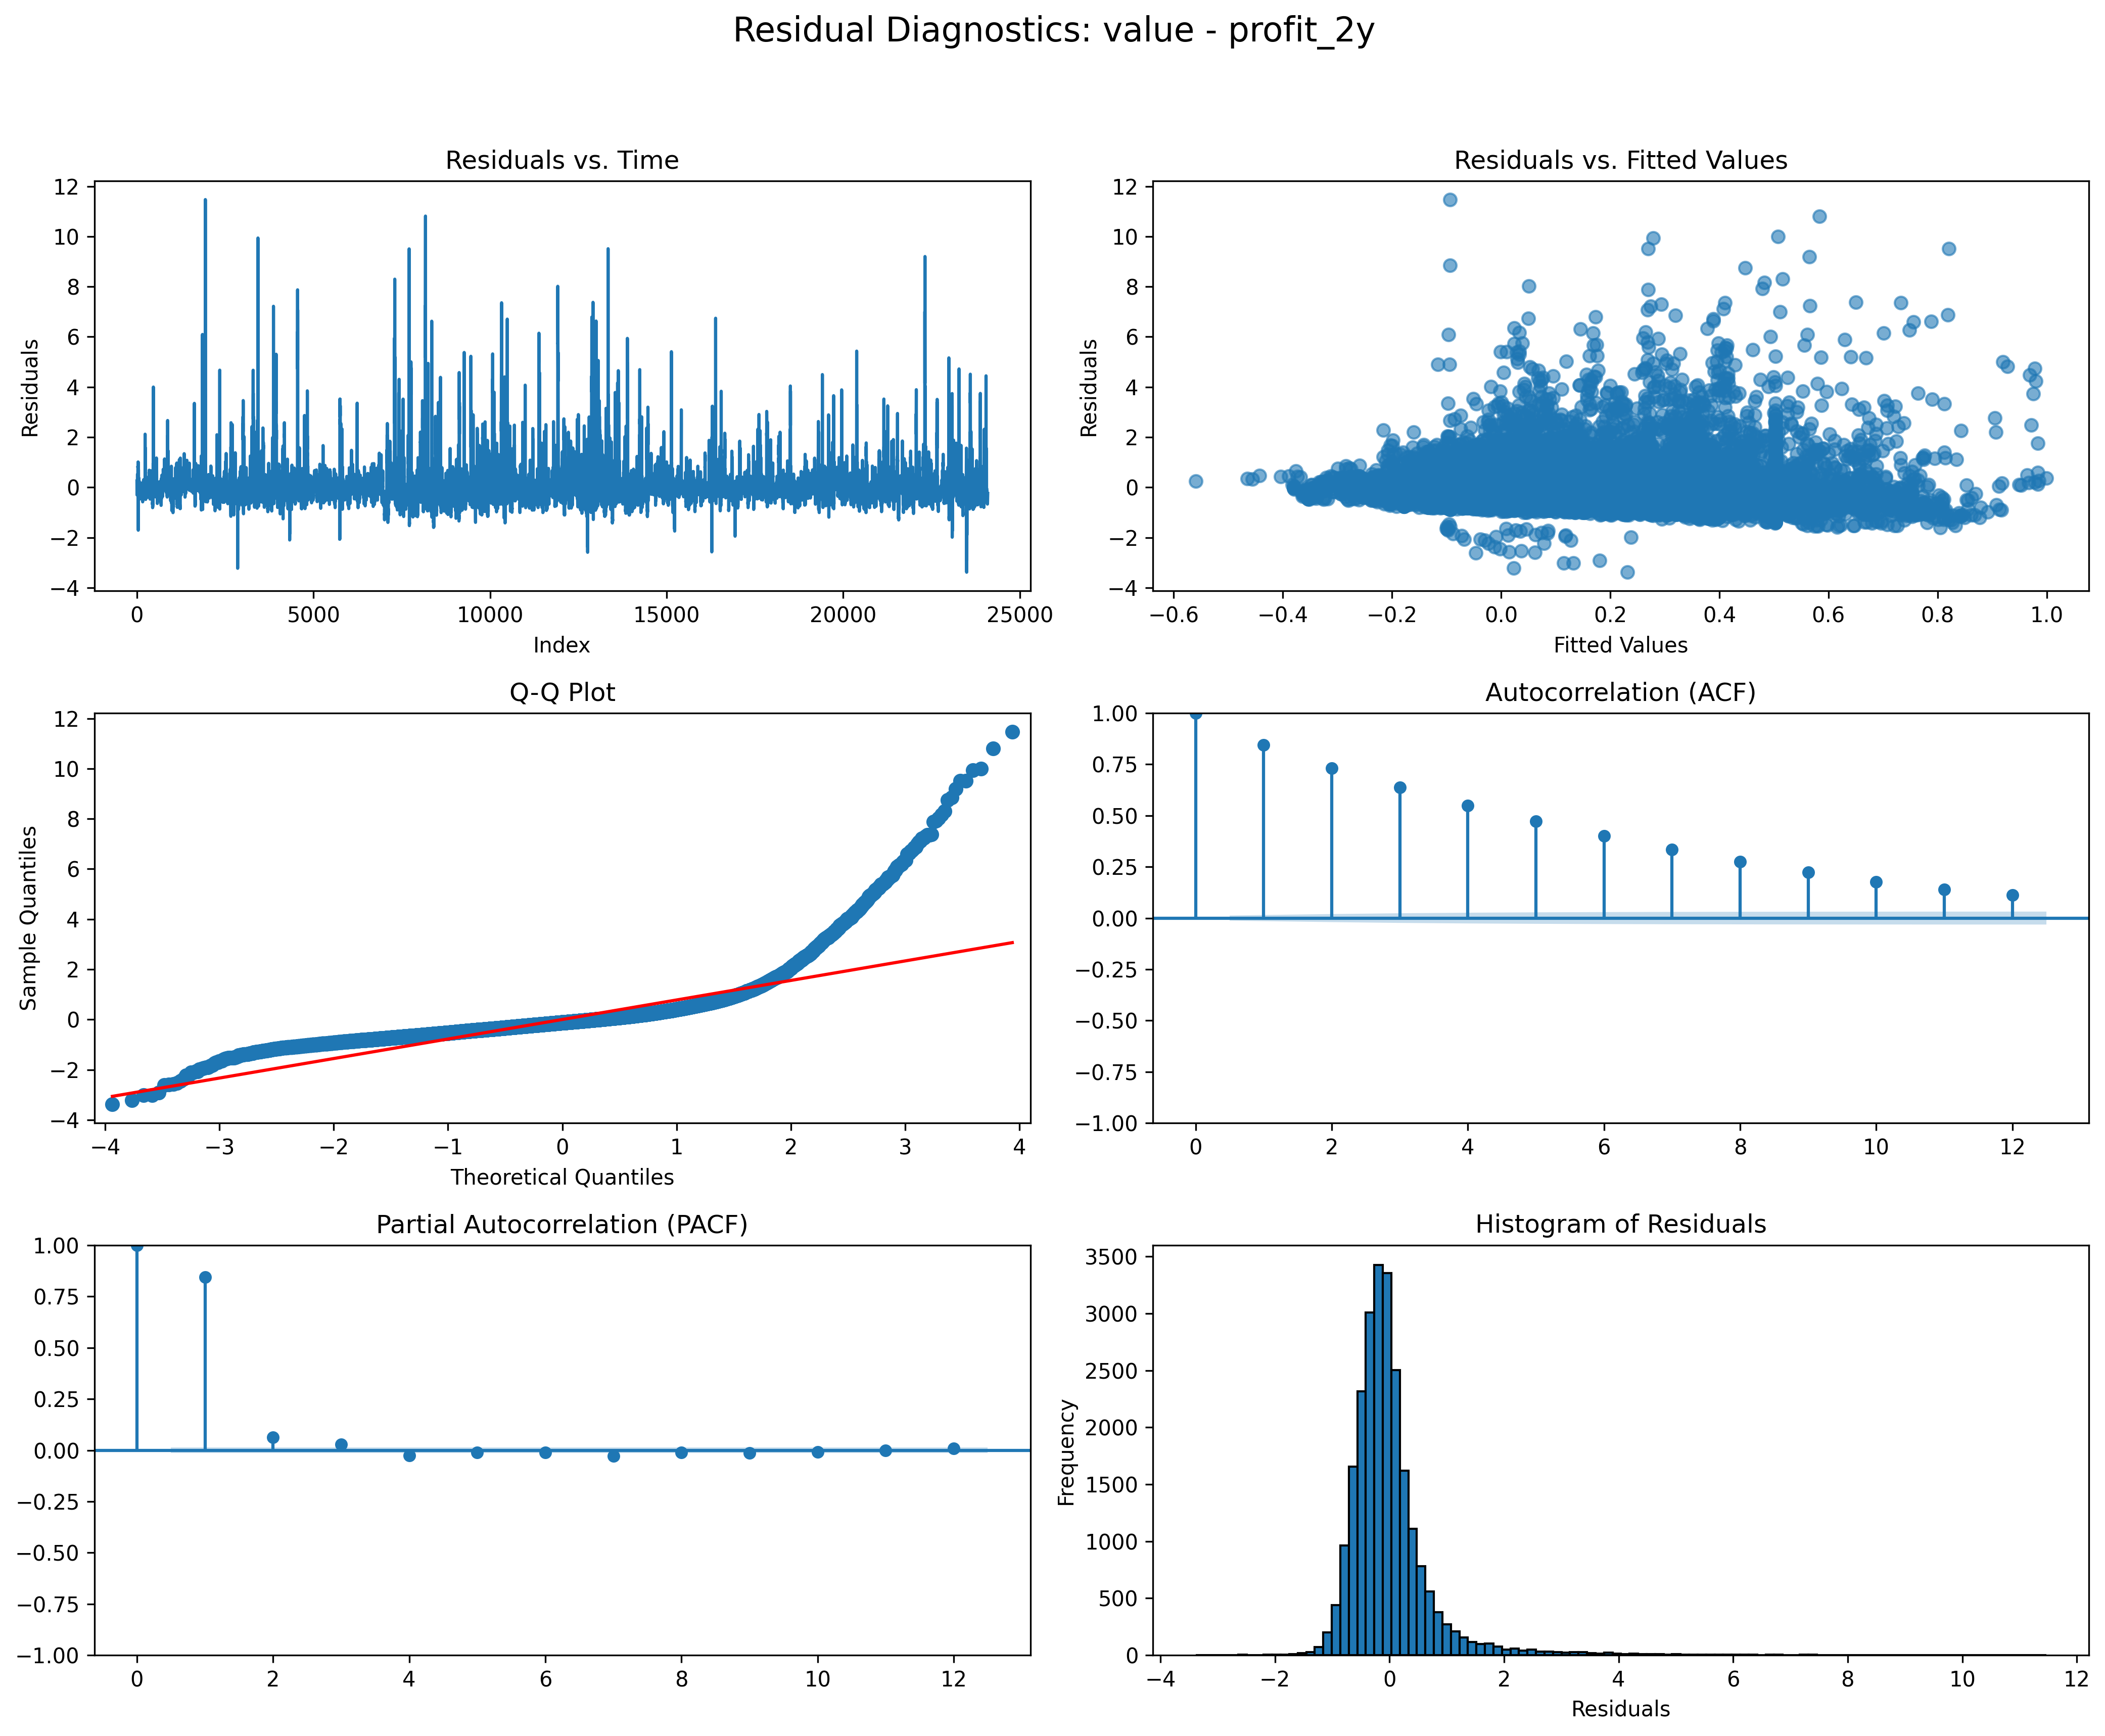 Residual Diagnostics: value - profit_2y
Residuals vs. Time
12
10
8
6
4
2
0
−2
−4
Residuals
0 5000 10000 15000 20000 25000
Index
Residuals vs. Fitted Values
12
10
8
6
4
2
0
−2
−4
Residuals
−0.6 −0.4 −0.2 0.0 0.2 0.4 0.6 0.8 1.0
Fitted Values
Q-Q Plot
12
10
8
6
4
2
0
−2
−4
Sample Quantiles
−4 −3 −2 −1 0 1 2 3 4
Theoretical Quantiles
Autocorrelation (ACF)
1.00
0.75
0.50
0.25
0.00
−0.25
−0.50
−0.75
−1.00
0 2 4 6 8 10 12
Partial Autocorrelation (PACF)
1.00
0.75
0.50
0.25
0.00
−0.25
−0.50
−0.75
−1.00
0 2 4 6 8 10 12
Histogram of Residuals
3500
3000
2500
2000
1500
1000
500
0
Frequency
−4 −2 0 2 4 6 8 10 12
Residuals